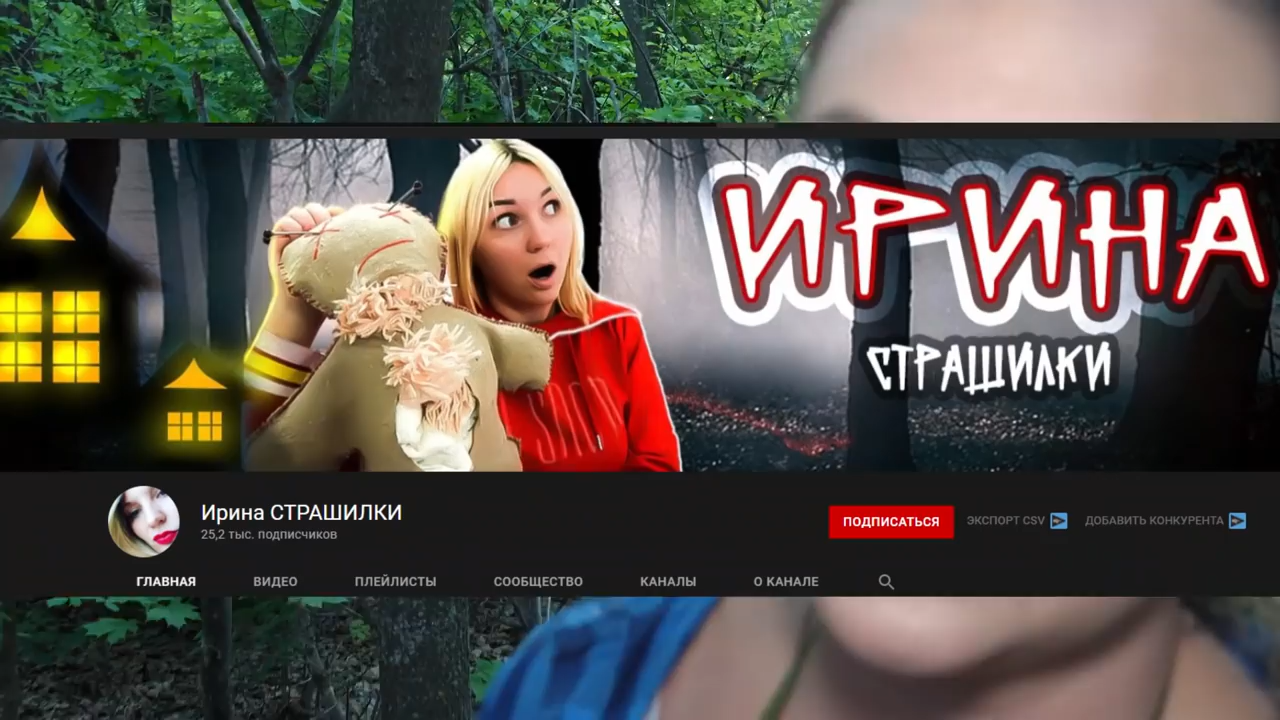 ИРИНА
СТРАШИЛКИ
Ирина СТРАШИЛКИ
25,2 тыс. подписчиков
ПОДПИСАТЬСЯ ЭКСПОРТ CSV ДОБАВИТЬ КОНКУРЕНТА
ГЛАВНАЯ ВИДЕО ПЛЕЙЛИСТЫ СООБЩЕСТВО КАНАЛЫ О КАНАЛЕ